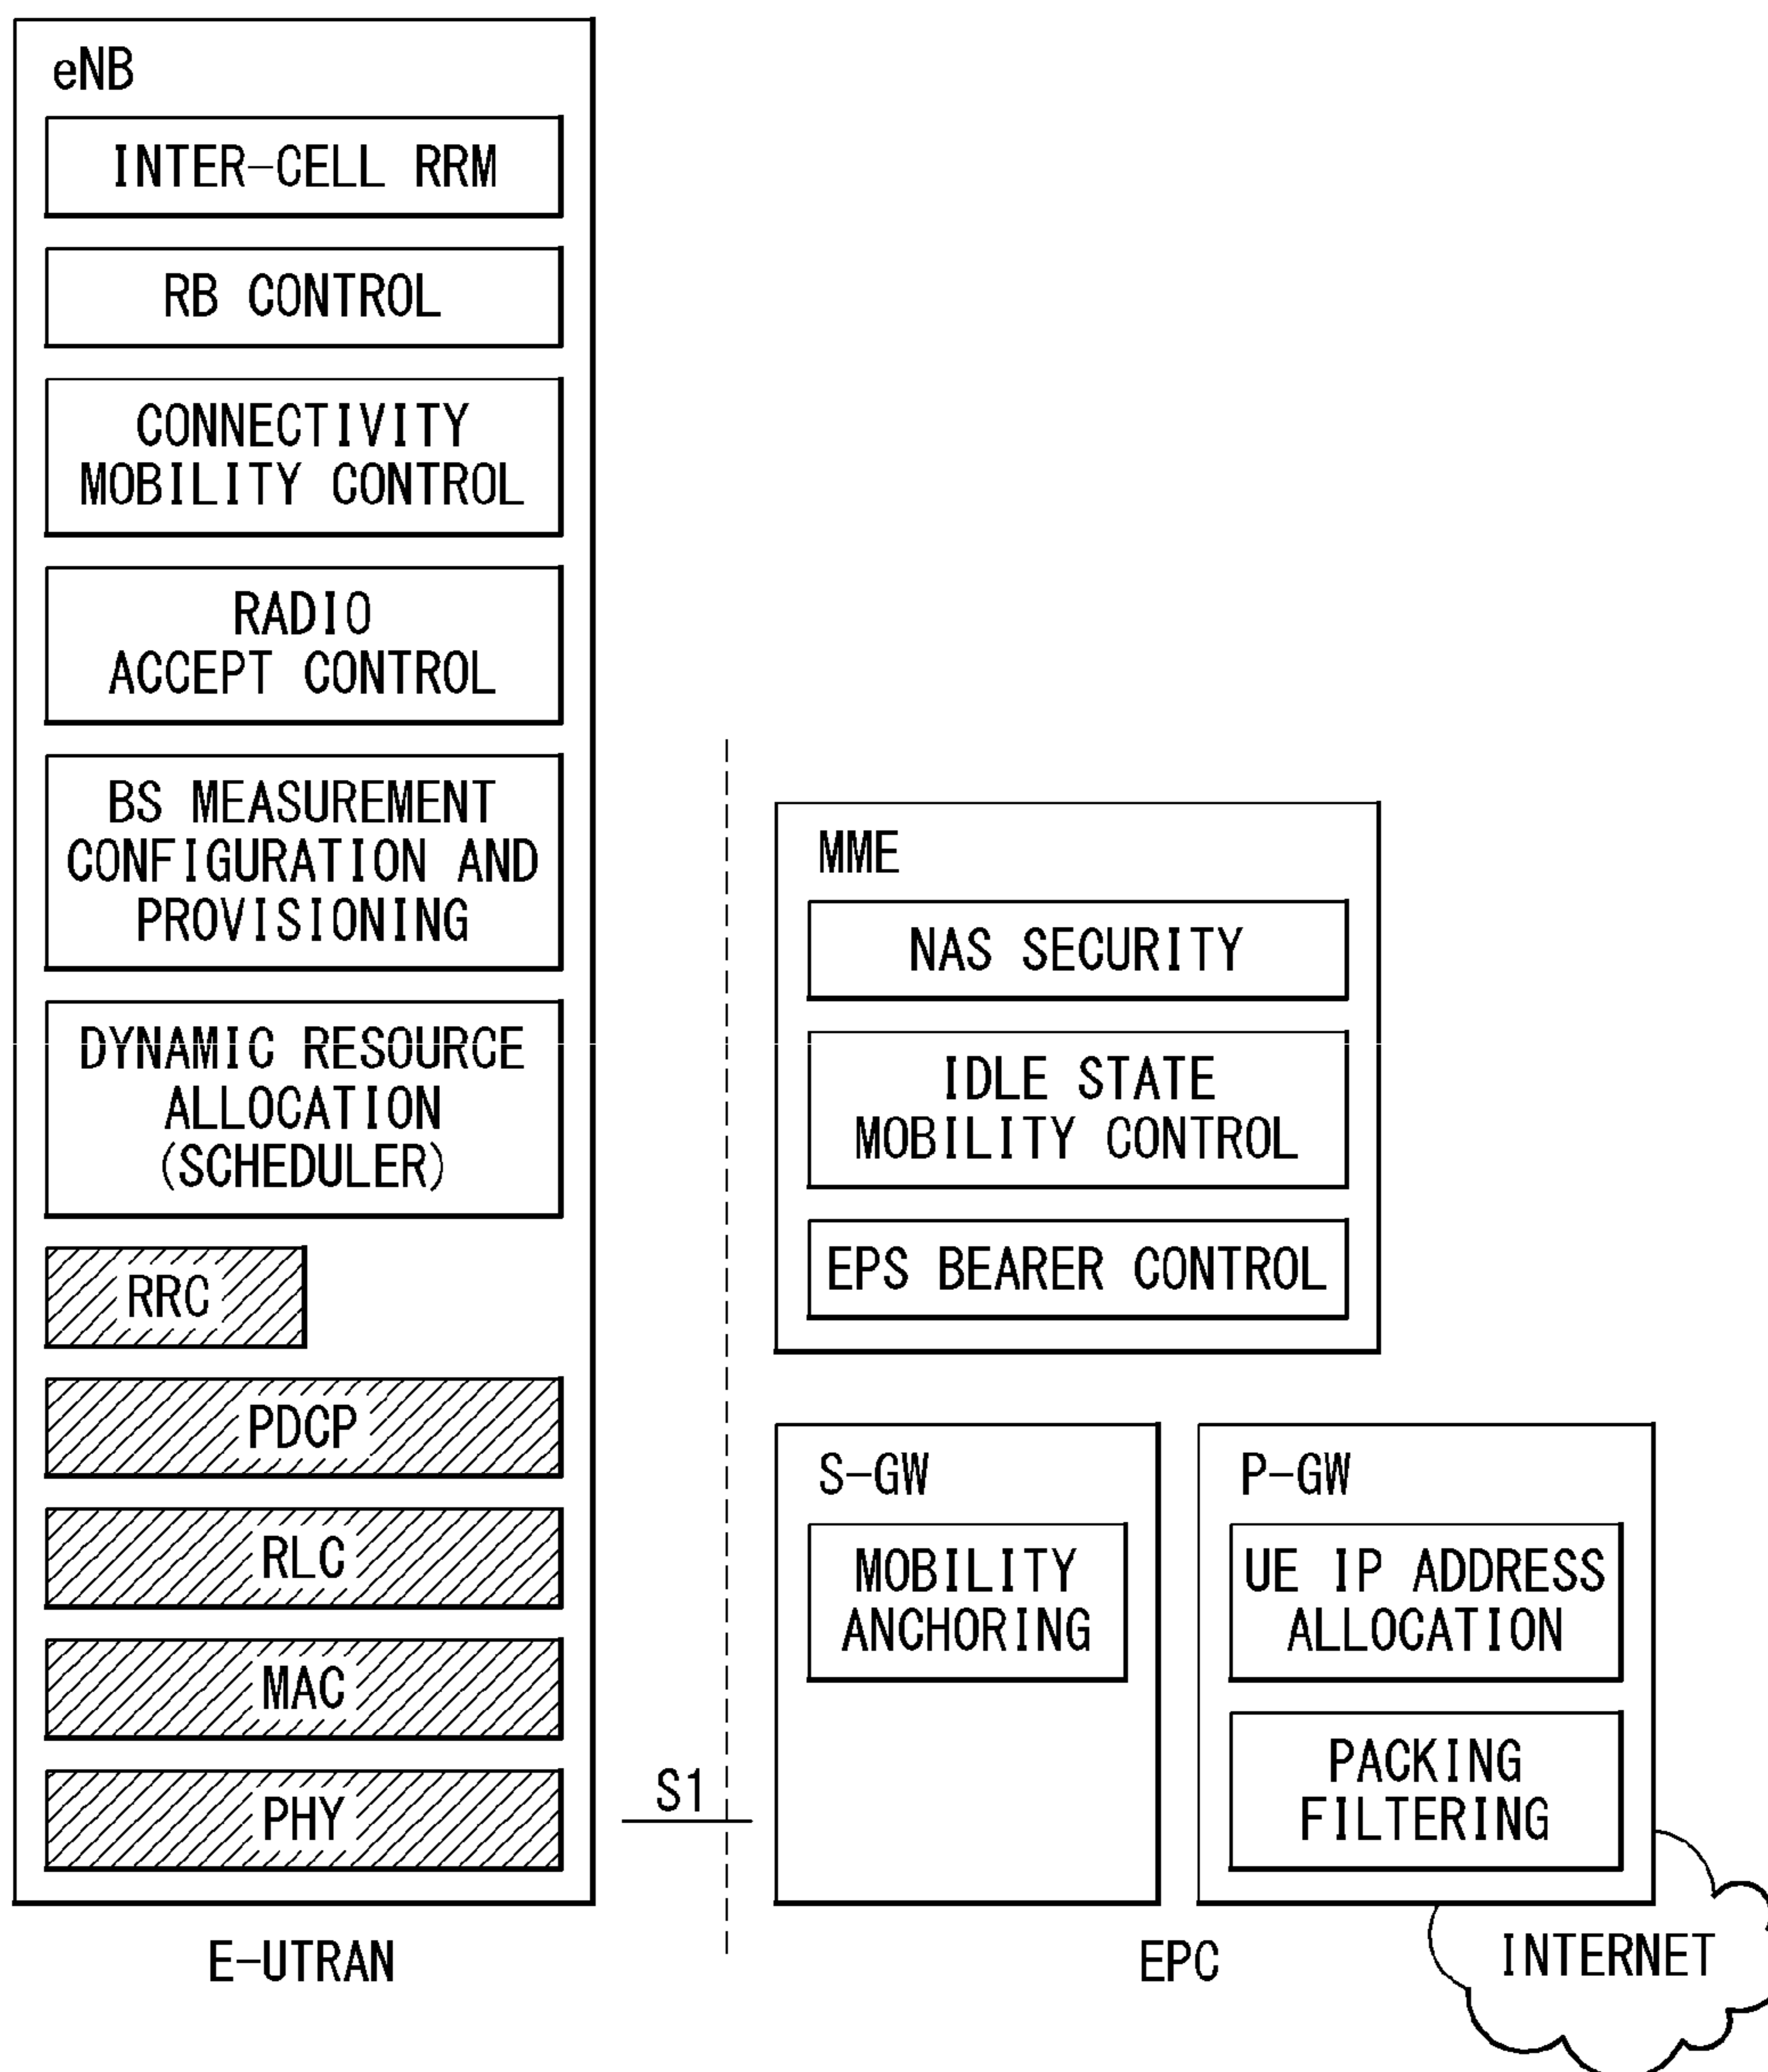 eNB
INTER-CELL RRM
RB CONTROL
CONNECTIVITY
MOBILITY CONTROL
RADIO
ACCEPT CONTROL
BS MEASUREMENT
CONFIGURATION AND
PROVISIONING
DYNAMIC RESOURCE
ALLOCATION
(SCHEDULER)
RRC
PDCP
RLC
MAC
PHY
E-UTRAN
S1
MME
NAS SECURITY
IDLE STATE
MOBILITY CONTROL
EPS BEARER CONTROL
S-GW
MOBILITY
ANCHORING
P-GW
UE IP ADDRESS
ALLOCATION
PACKING
FILTERING
EPC
INTERNET